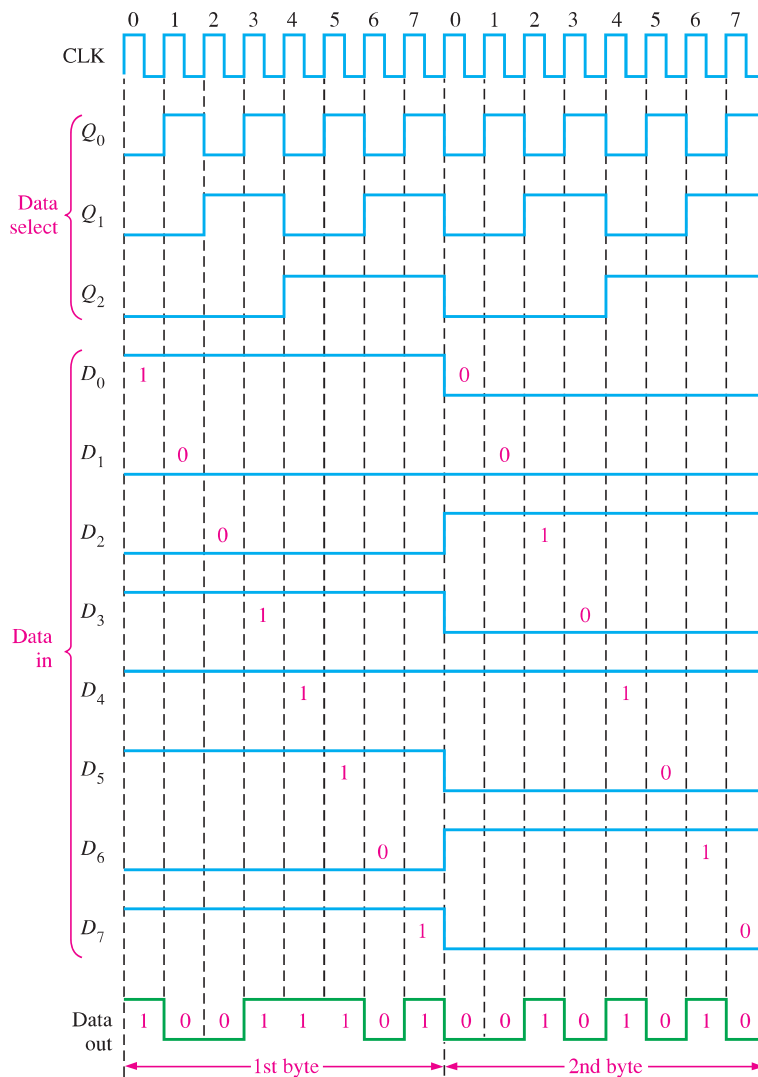 0 1 2 3 4 5 6 7 0 1 2 3 4 5 6 7
CLK
Q0
Data select
Q1
Q2
D0 1 0
D1 0 0
D2 0 1
D3 1 0
Data in
D4 1 1
D5 1 0
D6 0 1
D7 1 0
Data out 1 0 0 1 1 1 0 1 0 0 1 0 1 0 1 0
1st byte 2nd byte